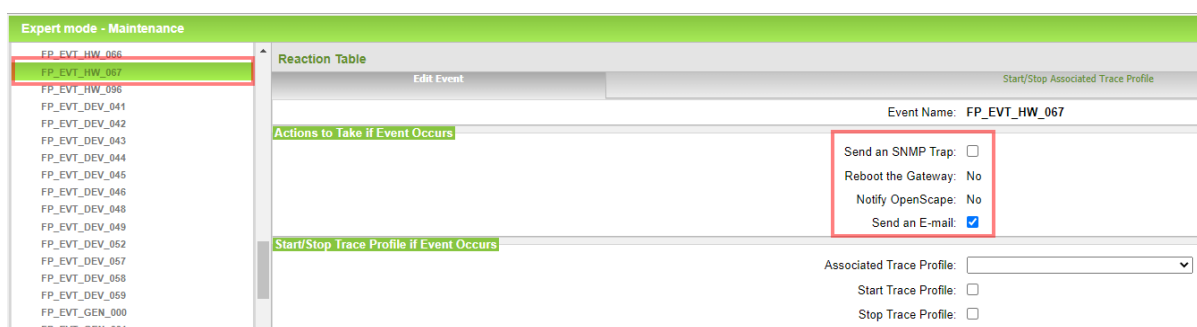 Expert mode - Maintenance
FP_EVT_HW_066
FP_EVT_HW_067
FP_EVT_HW_096
FP_EVT_DEV_041
FP_EVT_DEV_042
FP_EVT_DEV_043
FP_EVT_DEV_044
FP_EVT_DEV_045
FP_EVT_DEV_046
FP_EVT_DEV_048
FP_EVT_DEV_049
FP_EVT_DEV_052
FP_EVT_DEV_057
FP_EVT_DEV_058
FP_EVT_DEV_059
FP_EVT_GEN_000
Reaction Table
Edit Event
Start/Stop Associated Trace Profile
Event Name: FP_EVT_HW_067
Actions to Take if Event Occurs
Send an SNMP Trap:
Reboot the Gateway: No
Notify OpenScape: No
Send an E-mail:
Start/Stop Trace Profile if Event Occurs
Associated Trace Profile:
Start Trace Profile:
Stop Trace Profile: